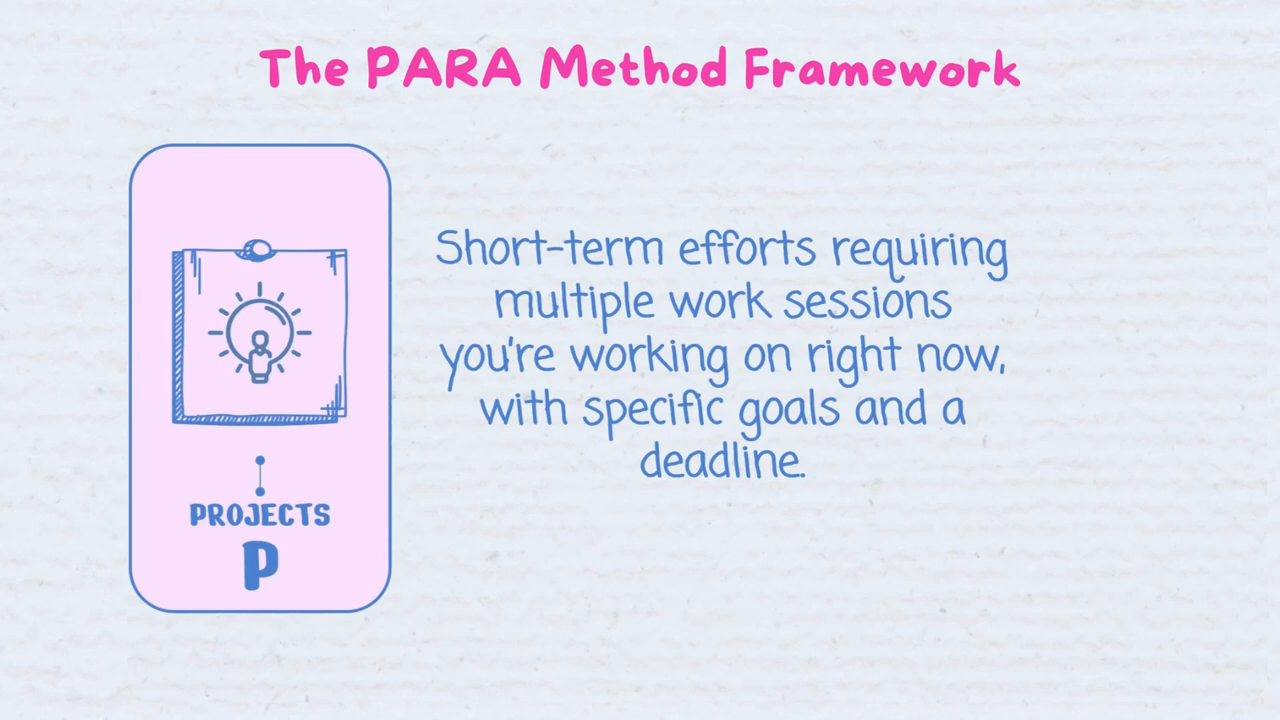 The PARA Method Framework
Short-term efforts requiring
multiple work sessions
you're working on right now,
with specific goals and a
deadline.
PROJECTS
P